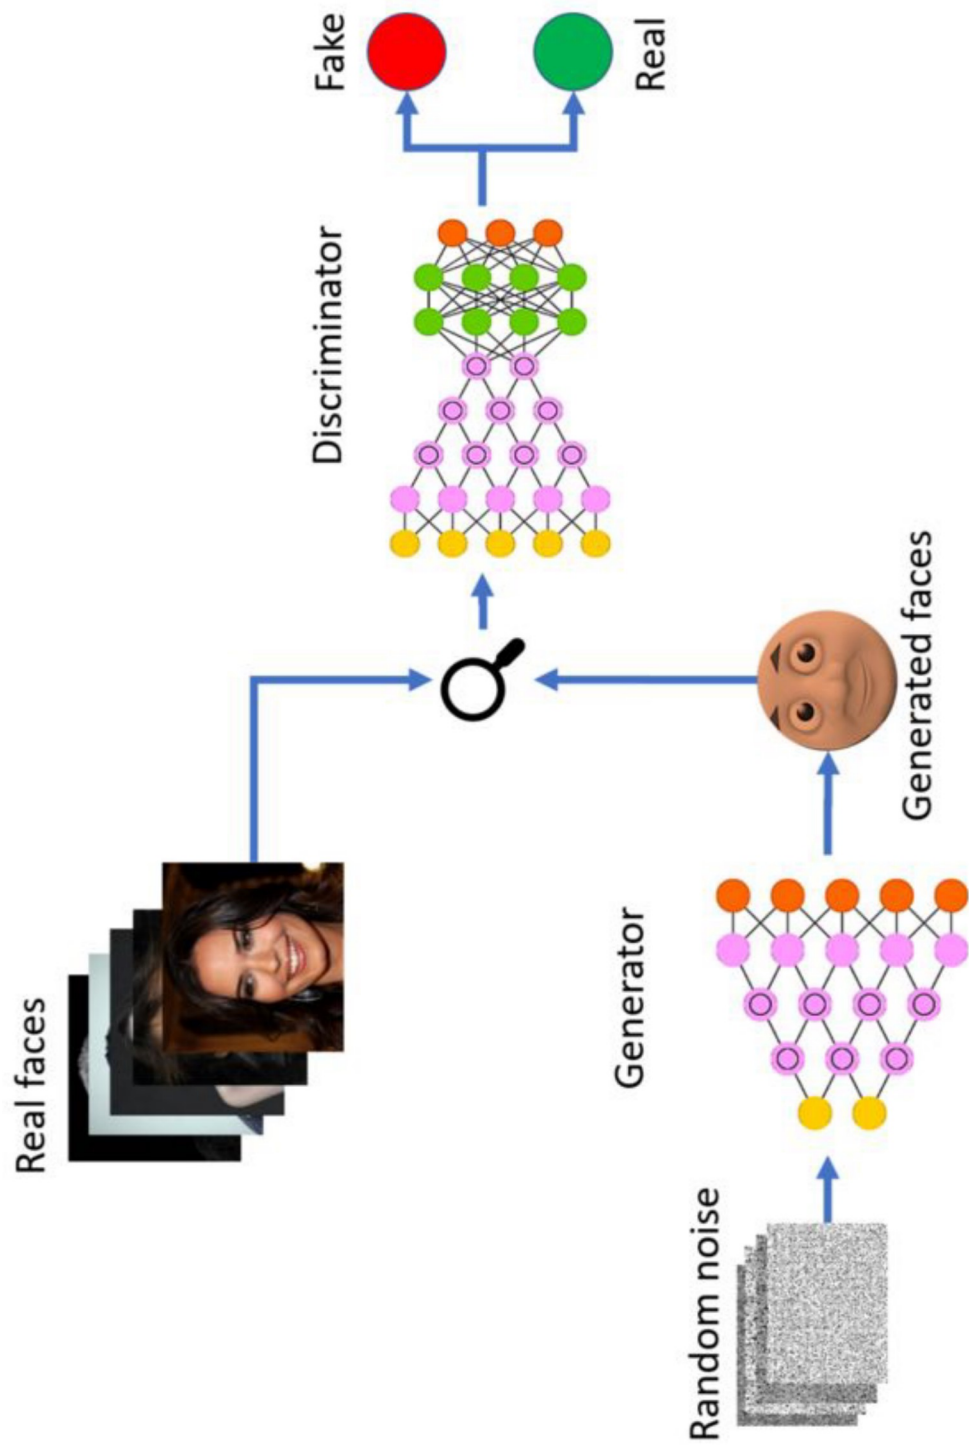 Real faces
Random noise
Generator
Generated faces
Discriminator
Fake
Real